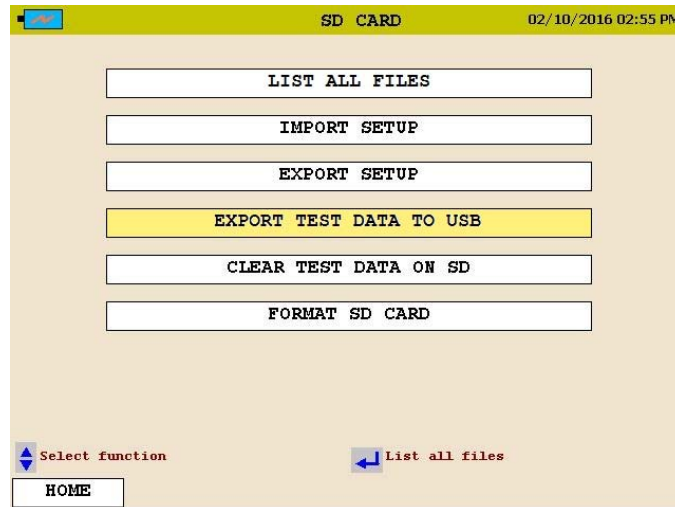 SD CARD 02/10/2016 02:55 PM
LIST ALL FILES
IMPORT SETUP
EXPORT SETUP
EXPORT TEST DATA TO USB
CLEAR TEST DATA ON SD
FORMAT SD CARD
Select function List all files
HOME